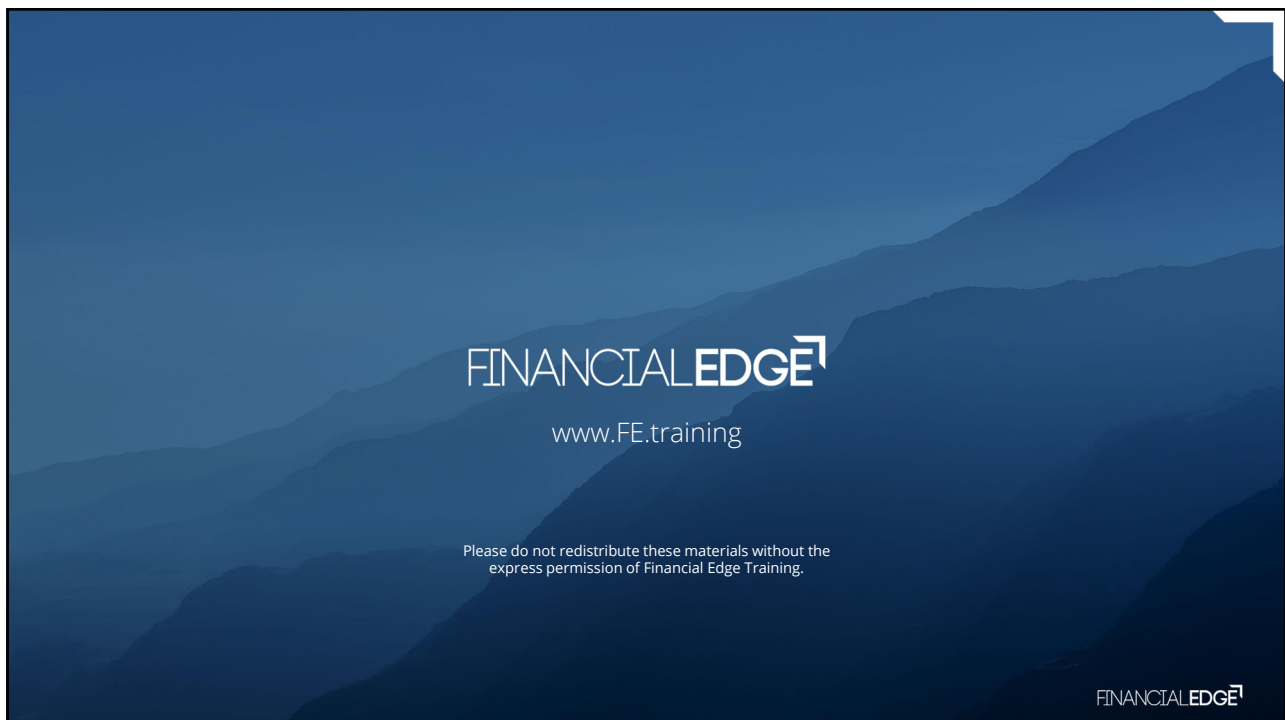 FINANCIALEDGE
www.FE.training
Please do not redistribute these materials without the
express permission of Financial Edge Training.
FINANCIALEDGE